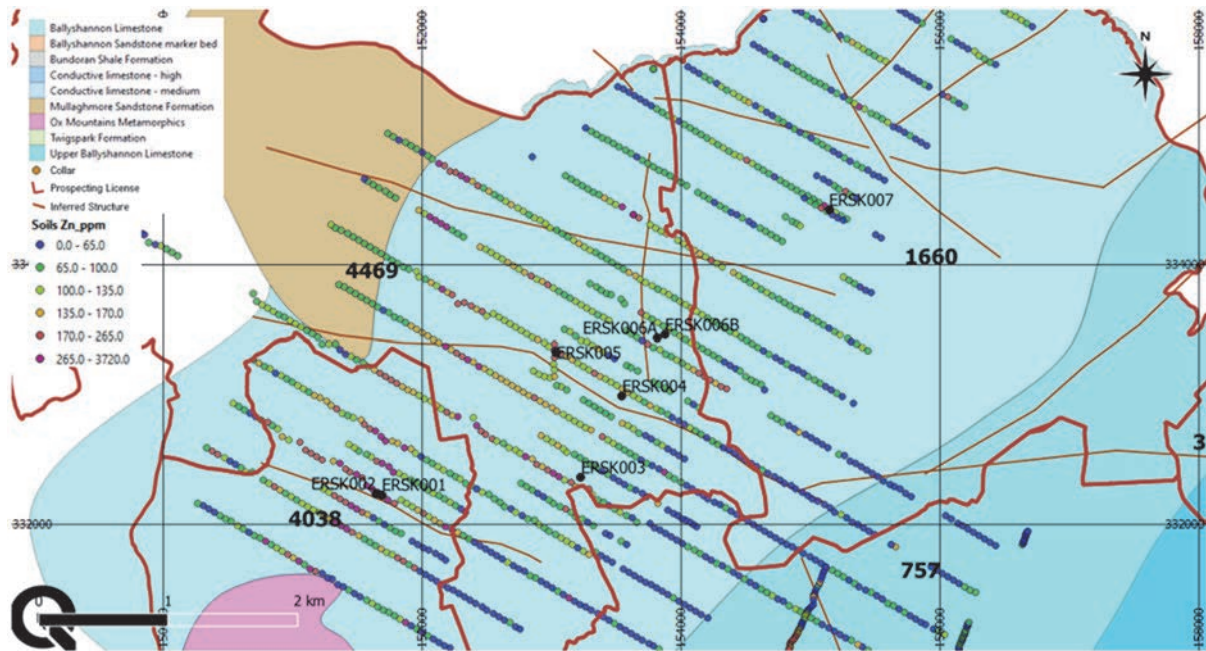 Ballyshannon Limestone
Ballyshannon Sandstone marker bed
Bundoran Shale Formation
Conductive limestone - high
Conductive limestone - medium
Mullaghmore Sandstone Formation
Ox Mountains Metamorphics
Twigspark Formation
Upper Ballyshannon Limestone
Collar
Prospecting License
Inferred Structure
Soils Zn_ppm
0.0 - 65.0
65.0 - 100.0
100.0 - 135.0
135.0 - 170.0
170.0 - 265.0
265.0 - 3720.0
152000
154000
156000
158000
N
ERSK007
4469
1660
334000
ERSK006A
ERSK006B
ERSK005
ERSK004
ERSK003
ERSK002
ERSK001
4038
332000
332000
757
3
0
1
2 km
152000
154000
158000